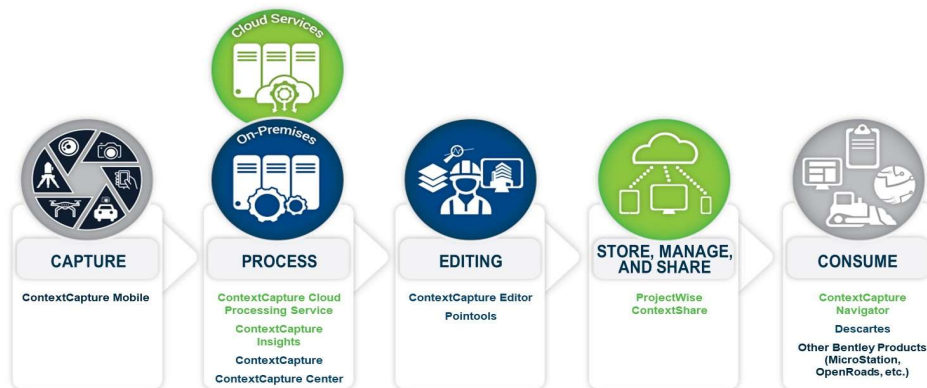 Cloud Services
On-Premises
CAPTURE
ContextCapture Mobile
PROCESS
ContextCapture Cloud
Processing Service
ContextCapture
Insights
ContextCapture
ContextCapture Center
EDITING
ContextCapture Editor
Pointools
STORE, MANAGE,
AND SHARE
ProjectWise
ContextShare
CONSUME
ContextCapture
Navigator
Descartes
Other Bentley Products
(MicroStation,
OpenRoads, etc.)